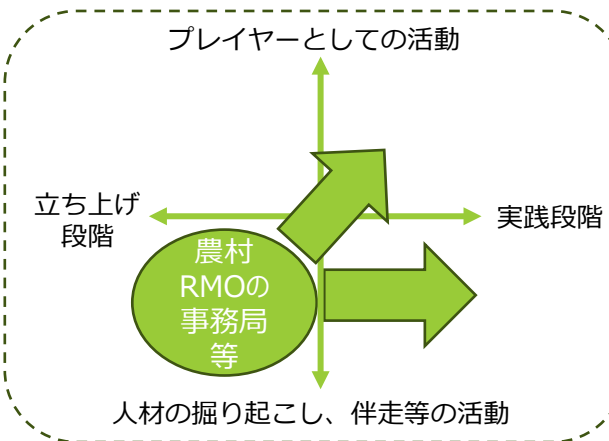 プレイヤーとしての活動
立ち上げ
段階
実践段階
農村
RMOの
事務局
等
人材の掘り起こし、伴走等の活動